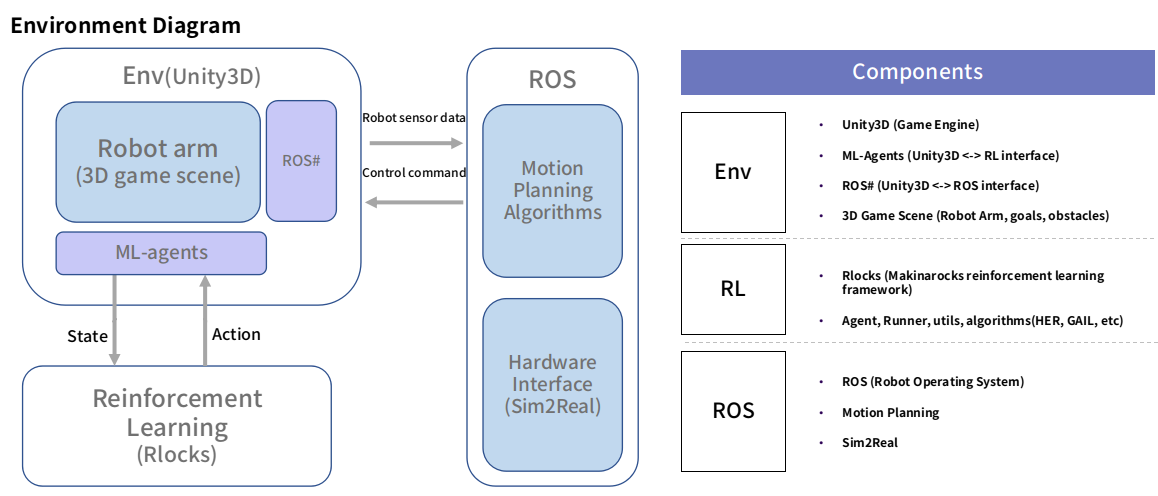 Environment Diagram
Env(Unity3D)
Robot arm
(3D game scene)
ROS#
ML-agents
State
Action
Reinforcement
Learning
(Rlocks)
Robot sensor data
Control command
ROS
Motion
Planning
Algorithms
Hardware
Interface
(Sim2Real)
Components
Env
• Unity3D (Game Engine)
• ML-Agents (Unity3D <-> RL interface)
• ROS# (Unity3D <-> ROS interface)
• 3D Game Scene (Robot Arm, goals, obstacles)
RL
• Rlocks (Makinarocks reinforcement learning
framework)
• Agent, Runner, utils, algorithms(HER, GAIL, etc)
ROS
• ROS (Robot Operating System)
• Motion Planning
• Sim2Real